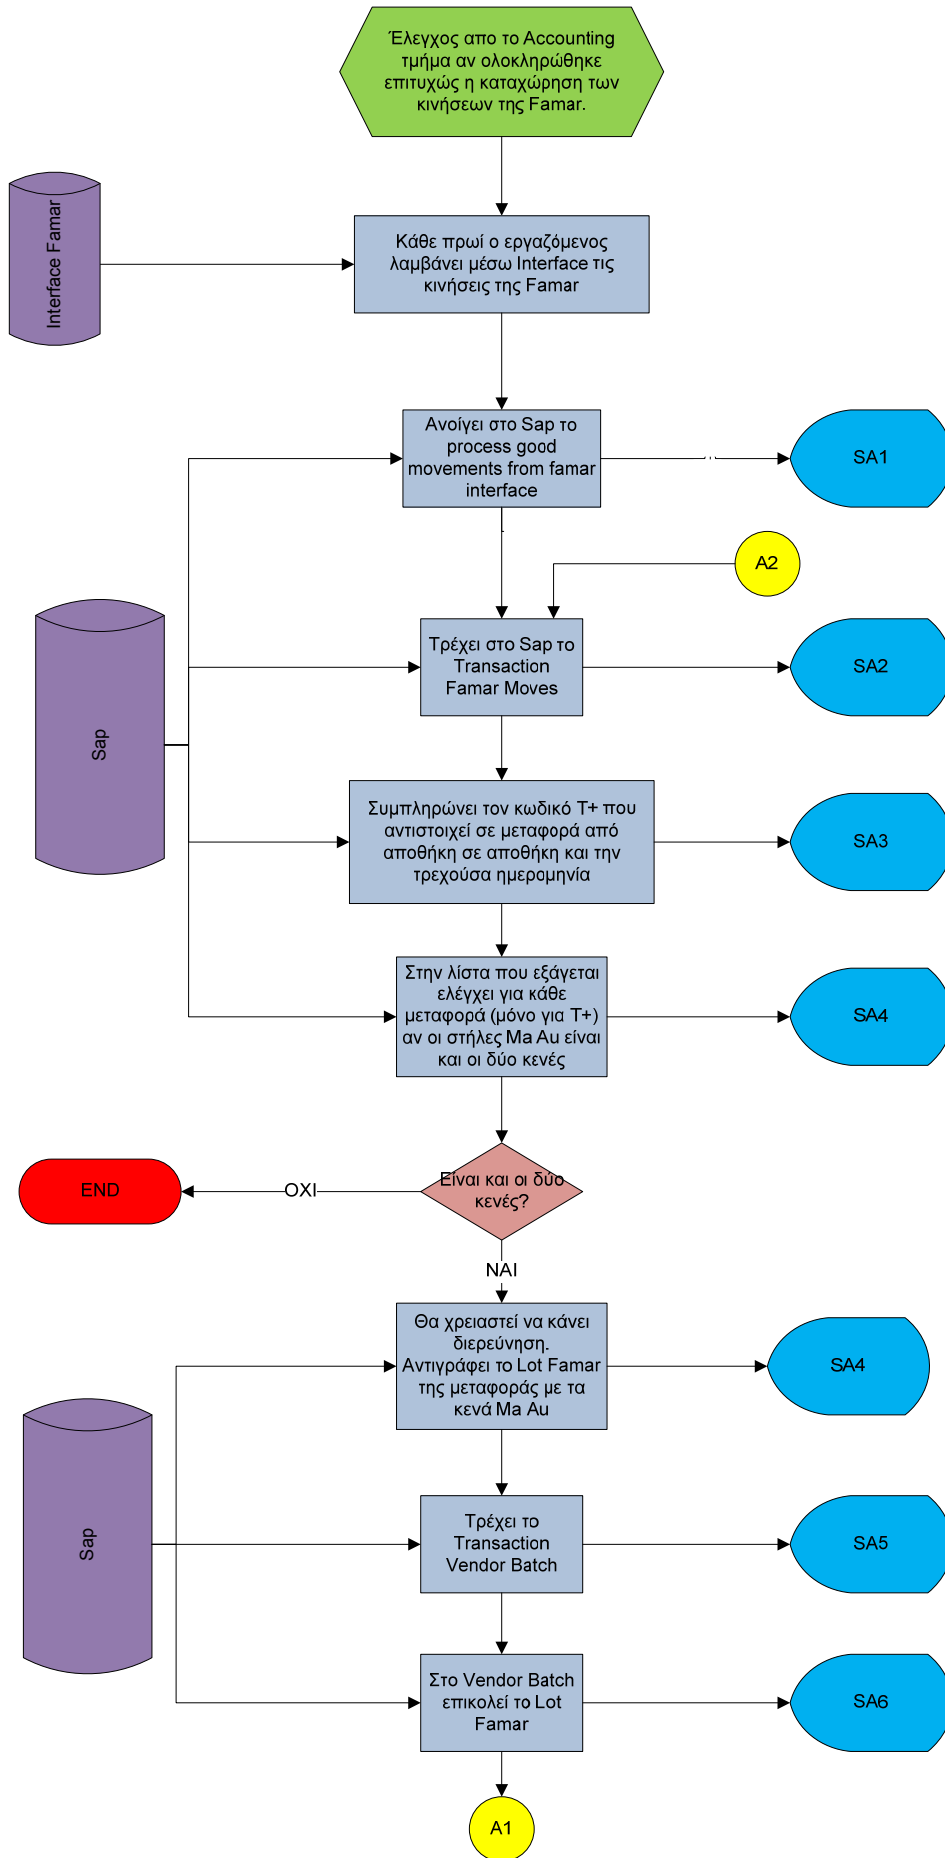 Έλεγχος απο το Accounting
τμήμα αν ολοκληρώθηκε
επιτυχώς η καταχώρηση των
κινήσεων της Famar.
Interface Famar
Κάθε πρωί ο εργαζόμενος
λαμβάνει μέσω Interface τις
κινήσεις της Famar
Ανοίγει στο Sap το
process good
movements from famar
interface
SA1
A2
Τρέχει στο Sap το
Transaction
Famar Moves
SA2
Sap
Συμπληρώνει τον κωδικό T+ που
αντιστοιχεί σε μεταφορά από
αποθήκη σε αποθήκη και την
τρεχούσα ημερομηνία
SA3
Στην λίστα που εξάγεται
ελέγχει για κάθε
μεταφορά (μόνο για T+)
αν οι στήλες Ma Au είναι
και οι δύο κενές
SA4
Είναι και οι δύο
κενές?
ΟΧΙ
END
ΝΑΙ
Θα χρειαστεί να κάνει
διερεύνηση.
Αντιγράφει το Lot Famar
της μεταφοράς με τα
κενά Ma Au
SA4
Sap
Τρέχει το
Transaction
Vendor Batch
SA5
Στο Vendor Batch
επικολεί το Lot
Famar
SA6
A1